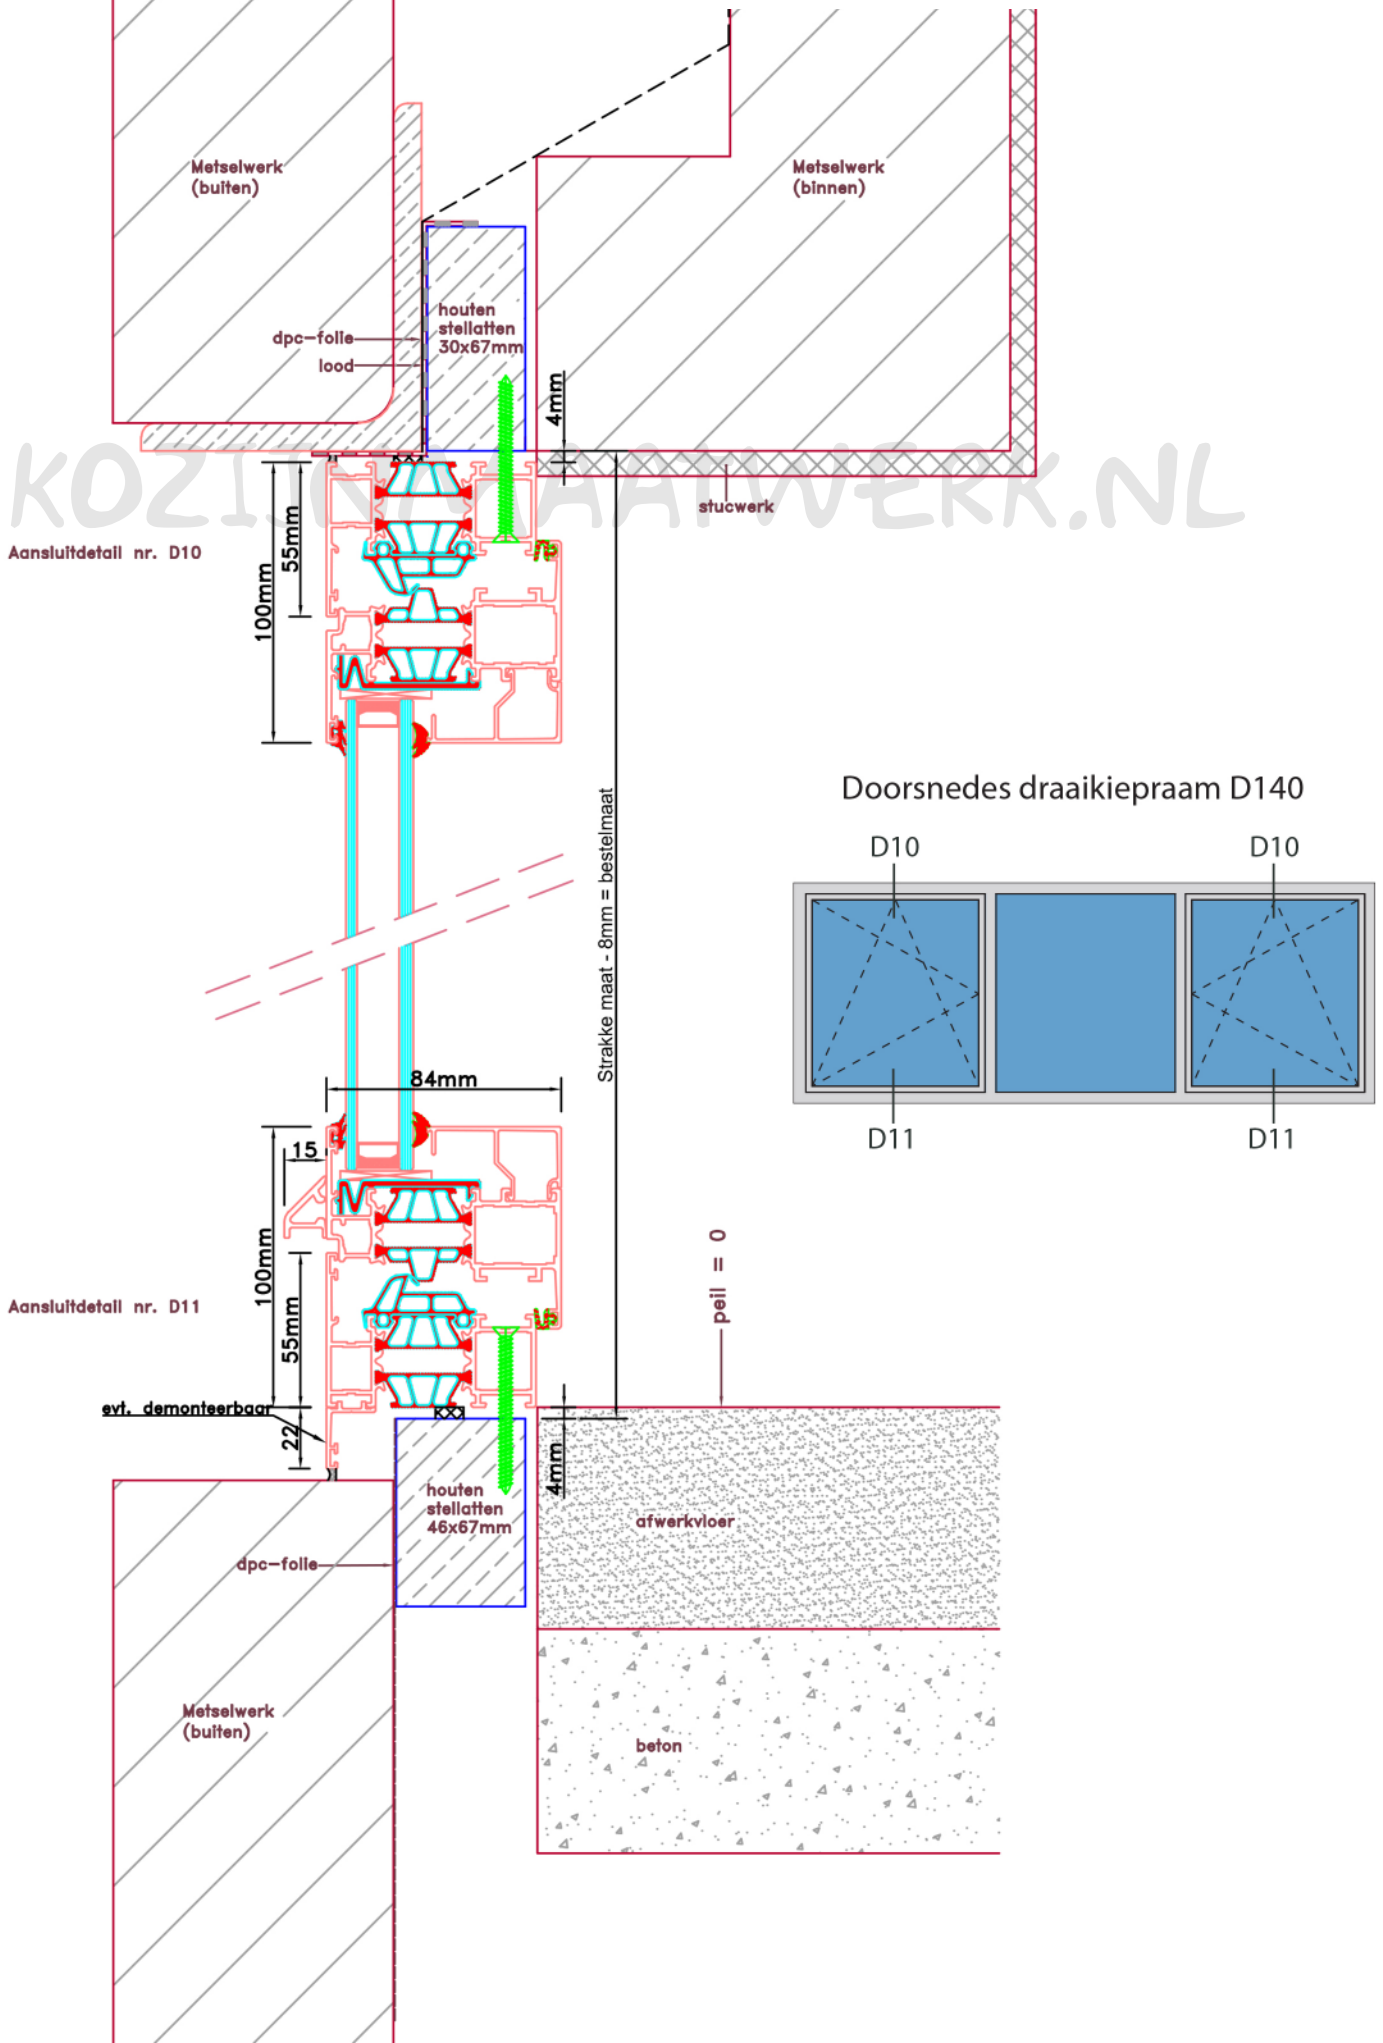 Metselwerk
(buiten)
Metselwerk
(binnen)
houten
stellatten
30x67mm
dpc-folie
lood
4mm
KOZIJNMAATWERK.NL
stucwerk
Aansluitdetail nr. D10
55mm
100mm
Doorsnedes draaikiepraam D140
D10
D10
D11
D11
Strakke maat - 8mm = bestelmaat
84mm
15
100mm
55mm
peil = 0
Aansluitdetail nr. D11
evt. demonteerbaar
22
4mm
houten
stellatten
46x67mm
afwerkvloer
dpc-folie
Metselwerk
(buiten)
beton